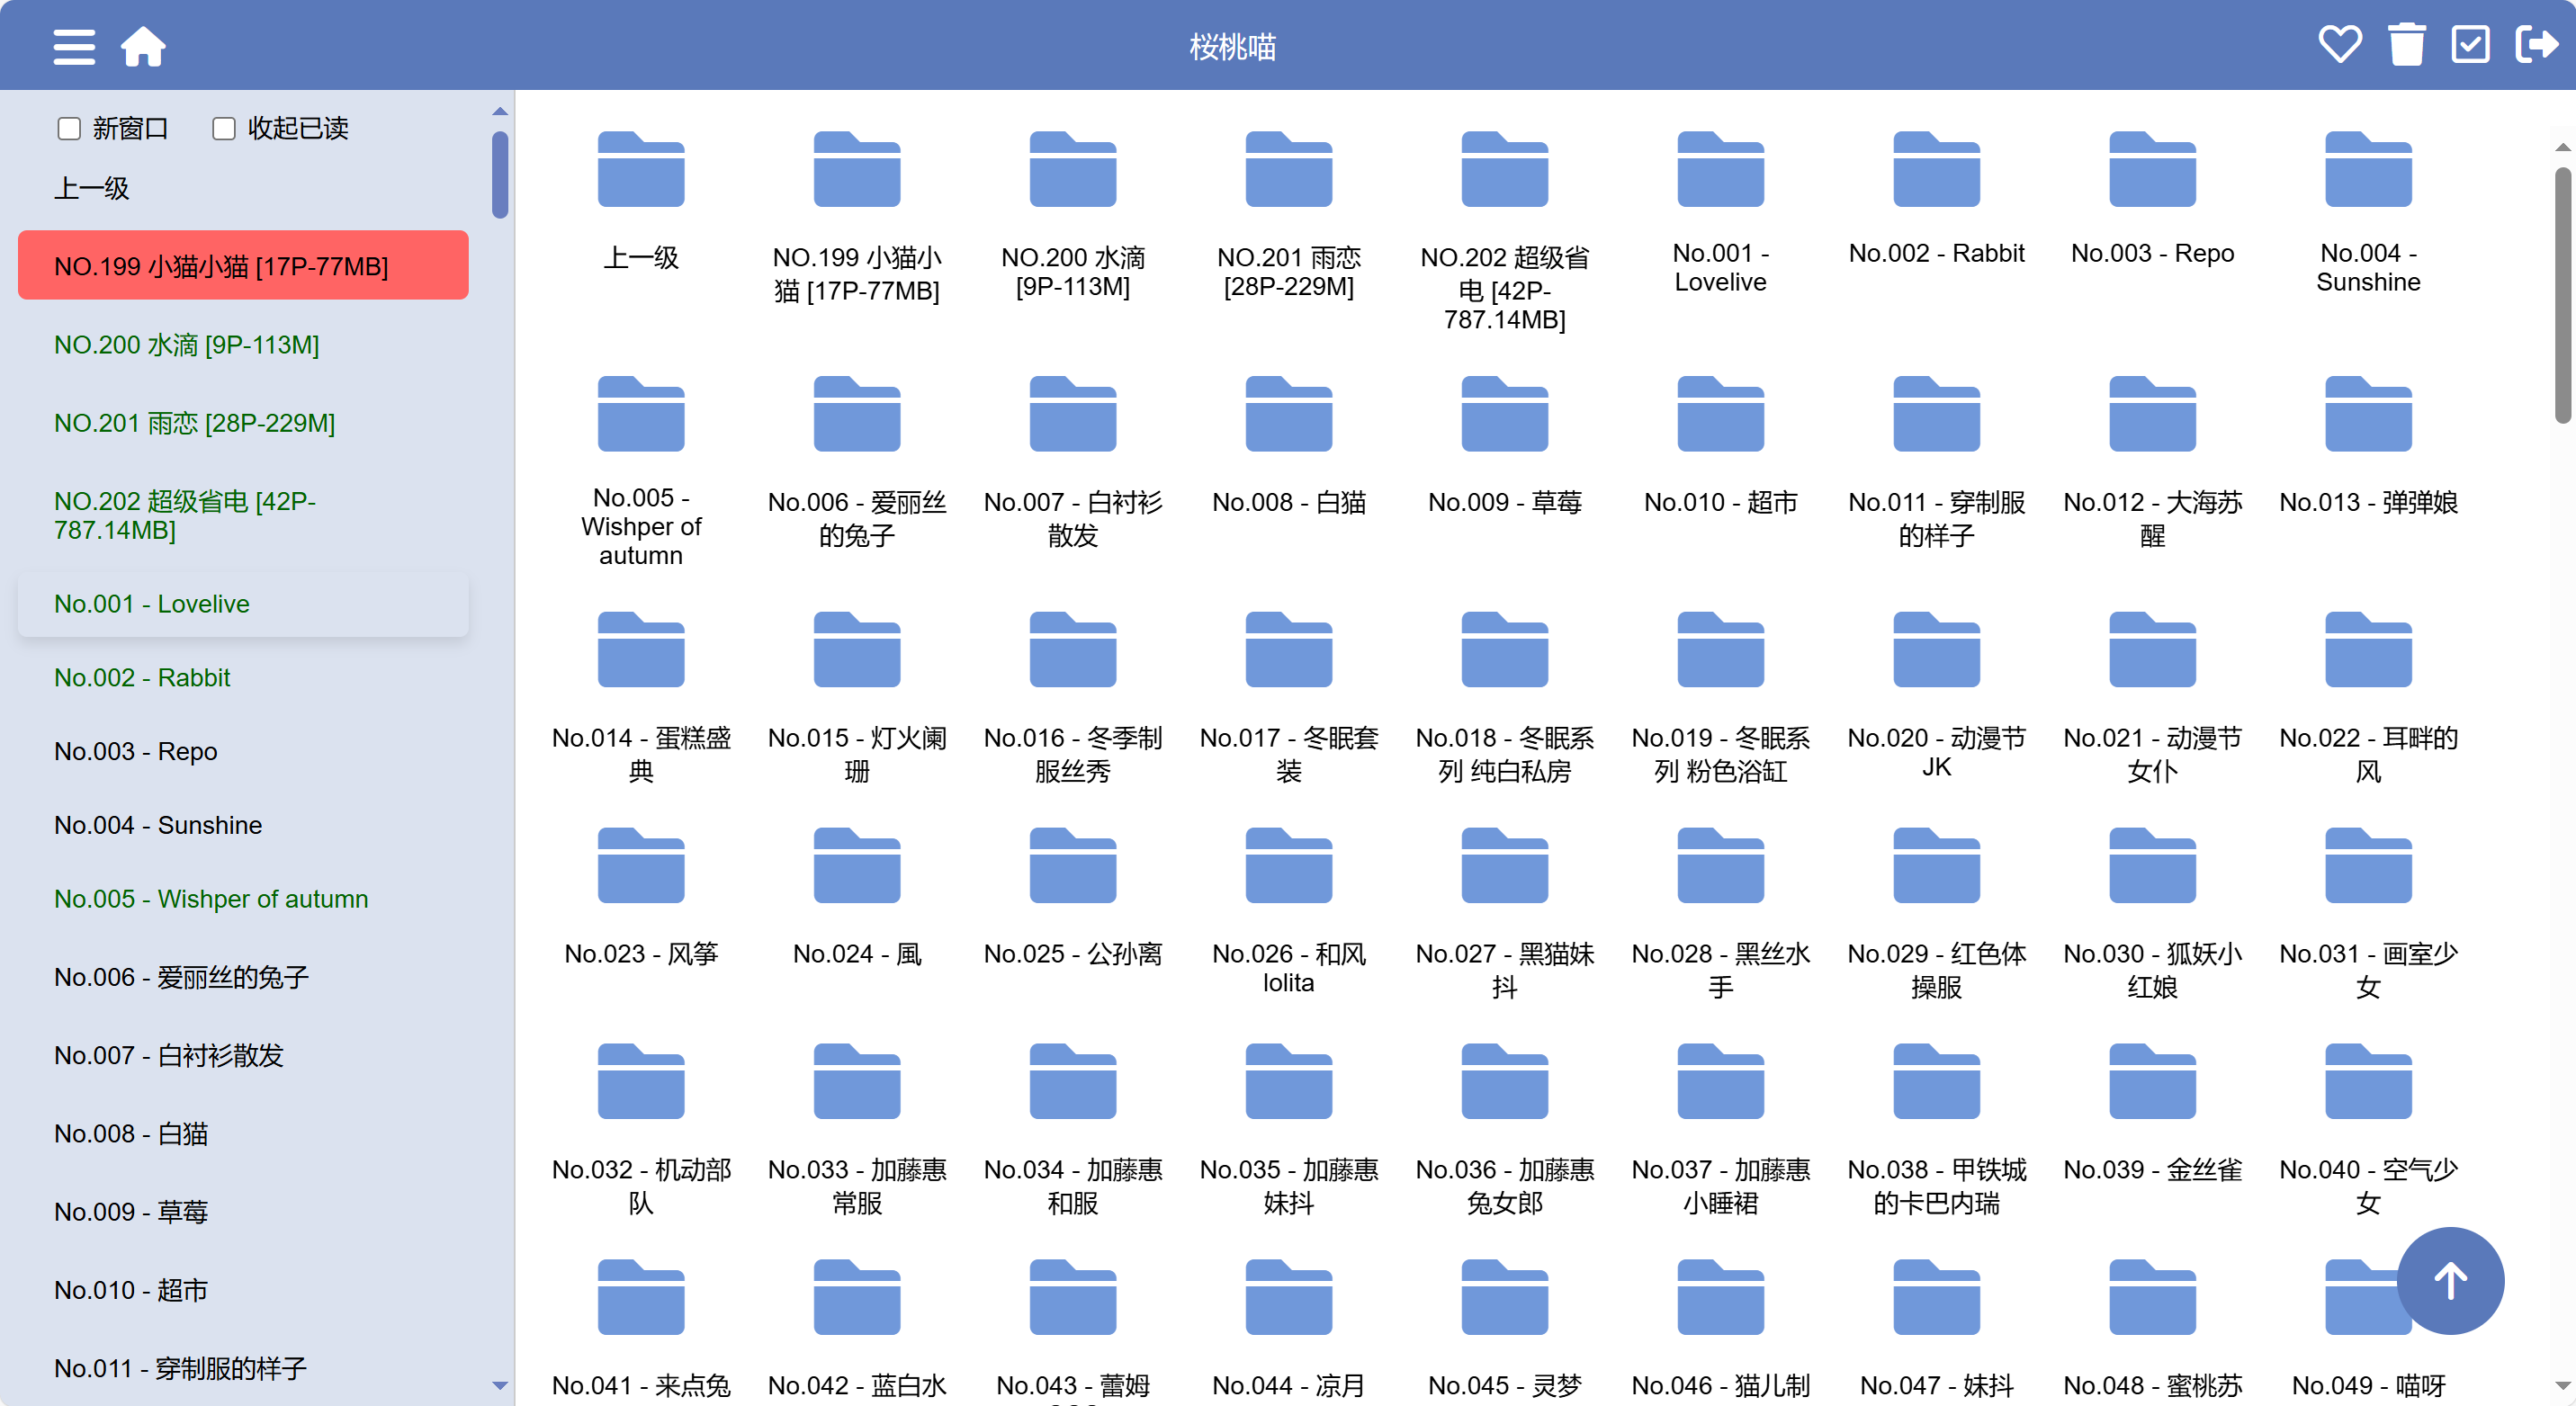 桜桃喵
新窗口
收起已读
上一级
NO.199 小猫小猫 [17P-77MB]
NO.200 水滴 [9P-113M]
NO.201 雨恋 [28P-229M]
NO.202 超级省电 [42P-
787.14MB]
No.001 - Lovelive
No.002 - Rabbit
No.003 - Repo
No.004 - Sunshine
No.005 - Wishper of autumn
No.006 - 爱丽丝的兔子
No.007 - 白衬衫散发
No.008 - 白猫
No.009 - 草莓
No.010 - 超市
No.011 - 穿制服的样子
上一级
NO.199 小猫小
猫 [17P-77MB]
NO.200 水滴
[9P-113M]
NO.201 雨恋
[28P-229M]
NO.202 超级省
电 [42P-
787.14MB]
No.001 -
Lovelive
No.002 - Rabbit
No.003 - Repo
No.004 -
Sunshine
No.005 -
Wishper of
autumn
No.006 - 爱丽丝
的兔子
No.007 - 白衬衫
散发
No.008 - 白猫
No.009 - 草莓
No.010 - 超市
No.011 - 穿制服
的样子
No.012 - 大海苏
醒
No.013 - 弹弹娘
No.014 - 蛋糕盛
典
No.015 - 灯火阑
珊
No.016 - 冬季制
服丝秀
No.017 - 冬眠套
装
No.018 - 冬眠系
列 纯白私房
No.019 - 冬眠系
列 粉色浴缸
No.020 - 动漫节
JK
No.021 - 动漫节
女仆
No.022 - 耳畔的
风
No.023 - 风筝
No.024 - 風
No.025 - 公孙离
No.026 - 和风
lolita
No.027 - 黑猫妹
抖
No.028 - 黑丝水
手
No.029 - 红色体
操服
No.030 - 狐妖小
红娘
No.031 - 画室少
女
No.032 - 机动部
队
No.033 - 加藤惠
常服
No.034 - 加藤惠
和服
No.035 - 加藤惠
妹抖
No.036 - 加藤惠
兔女郎
No.037 - 加藤惠
小睡裙
No.038 - 甲铁城
的卡巴内瑞
No.039 - 金丝雀
No.040 - 空气少
女
No.041 - 来点兔
No.042 - 蓝白水
No.043 - 蕾姆
No.044 - 凉月
No.045 - 灵梦
No.046 - 猫儿制
No.047 - 妹抖
No.048 - 蜜桃苏
No.049 - 喵呀